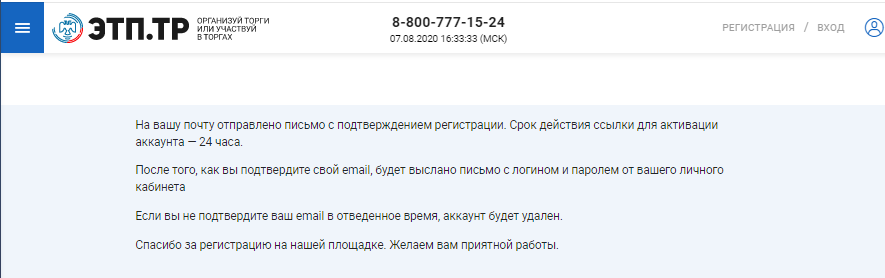 ЭТП.ТР
ОРГАНИЗУЙ ТОРГИ
ИЛИ УЧАСТВУЙ
В ТОРГАХ
8-800-777-15-24
07.08.2020 16:33:33 (МСК)
РЕГИСТРАЦИЯ / ВХОД
На вашу почту отправлено письмо с подтверждением регистрации. Срок действия ссылки для активации
аккаунта — 24 часа.
После того, как вы подтвердите свой email, будет выслано письмо с логином и паролем от вашего личного
кабинета
Если вы не подтвердите ваш email в отведенное время, аккаунт будет удален.
Спасибо за регистрацию на нашей площадке. Желаем вам приятной работы.